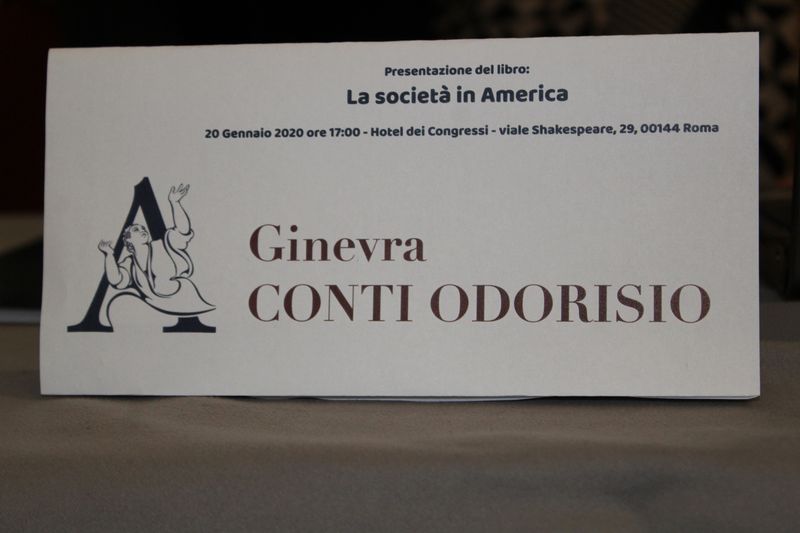 Presentazione del libro:
La società in America
20 Gennaio 2020 ore 17:00 - Hotel dei Congressi - viale Shakespeare, 29, 00144 Roma
A
Ginevra
CONTI ODORISIO